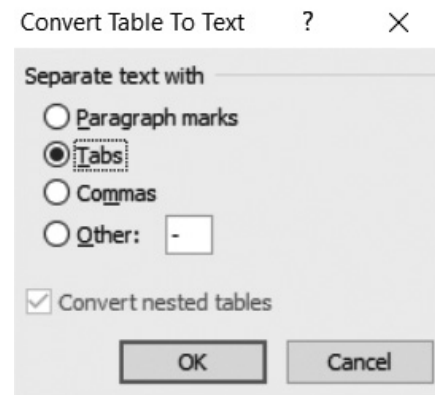 Convert Table To Text ? ×
Separate text with
Paragraph marks
Tabs
Commas
Other: -
Convert nested tables
OK Cancel